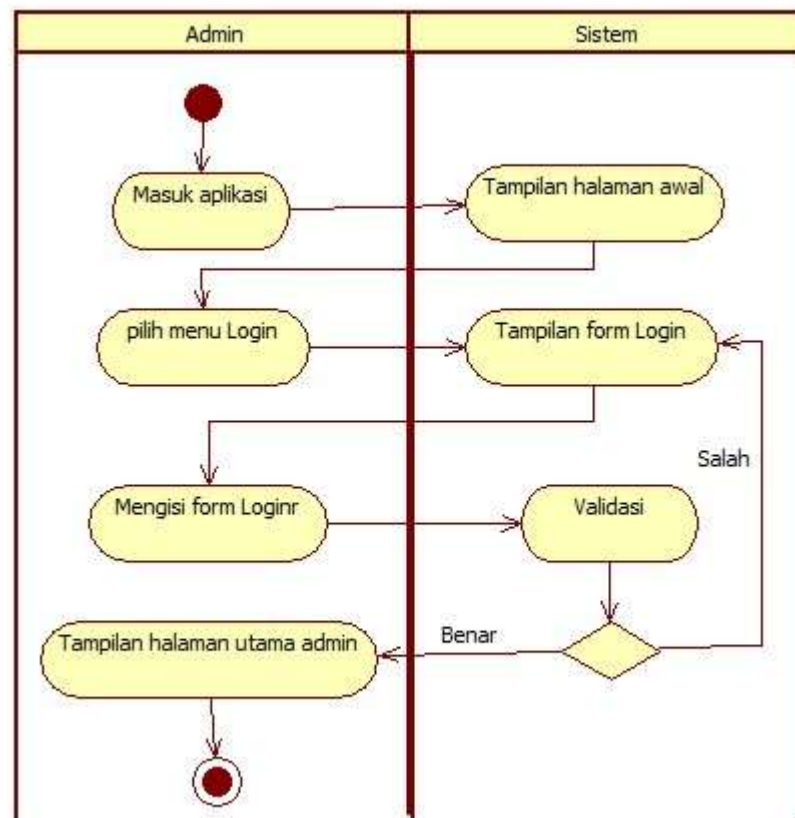 Admin
Sistem
Masuk aplikasi
Tampilan halaman awal
pilih menu Login
Tampilan form Login
Salah
Mengisi form Loginr
Validasi
Benar
Tampilan halaman utama admin